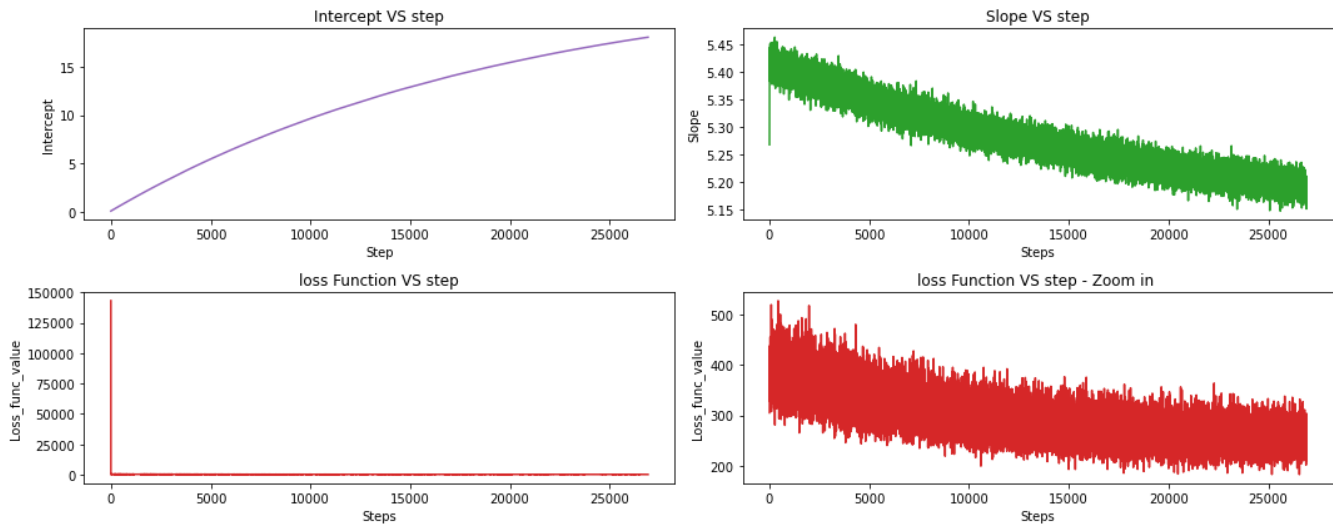 Intercept VS step
15
10
5
0
Intercept
0 5000 10000 15000 20000 25000
Step
Slope VS step
5.45
5.40
5.35
5.30
5.25
5.20
5.15
Slope
0 5000 10000 15000 20000 25000
Steps
loss Function VS step
150000
125000
100000
75000
50000
25000
0
Loss_func_value
0 5000 10000 15000 20000 25000
Steps
loss Function VS step - Zoom in
500
400
300
200
Loss_func_value
0 5000 10000 15000 20000 25000
Steps